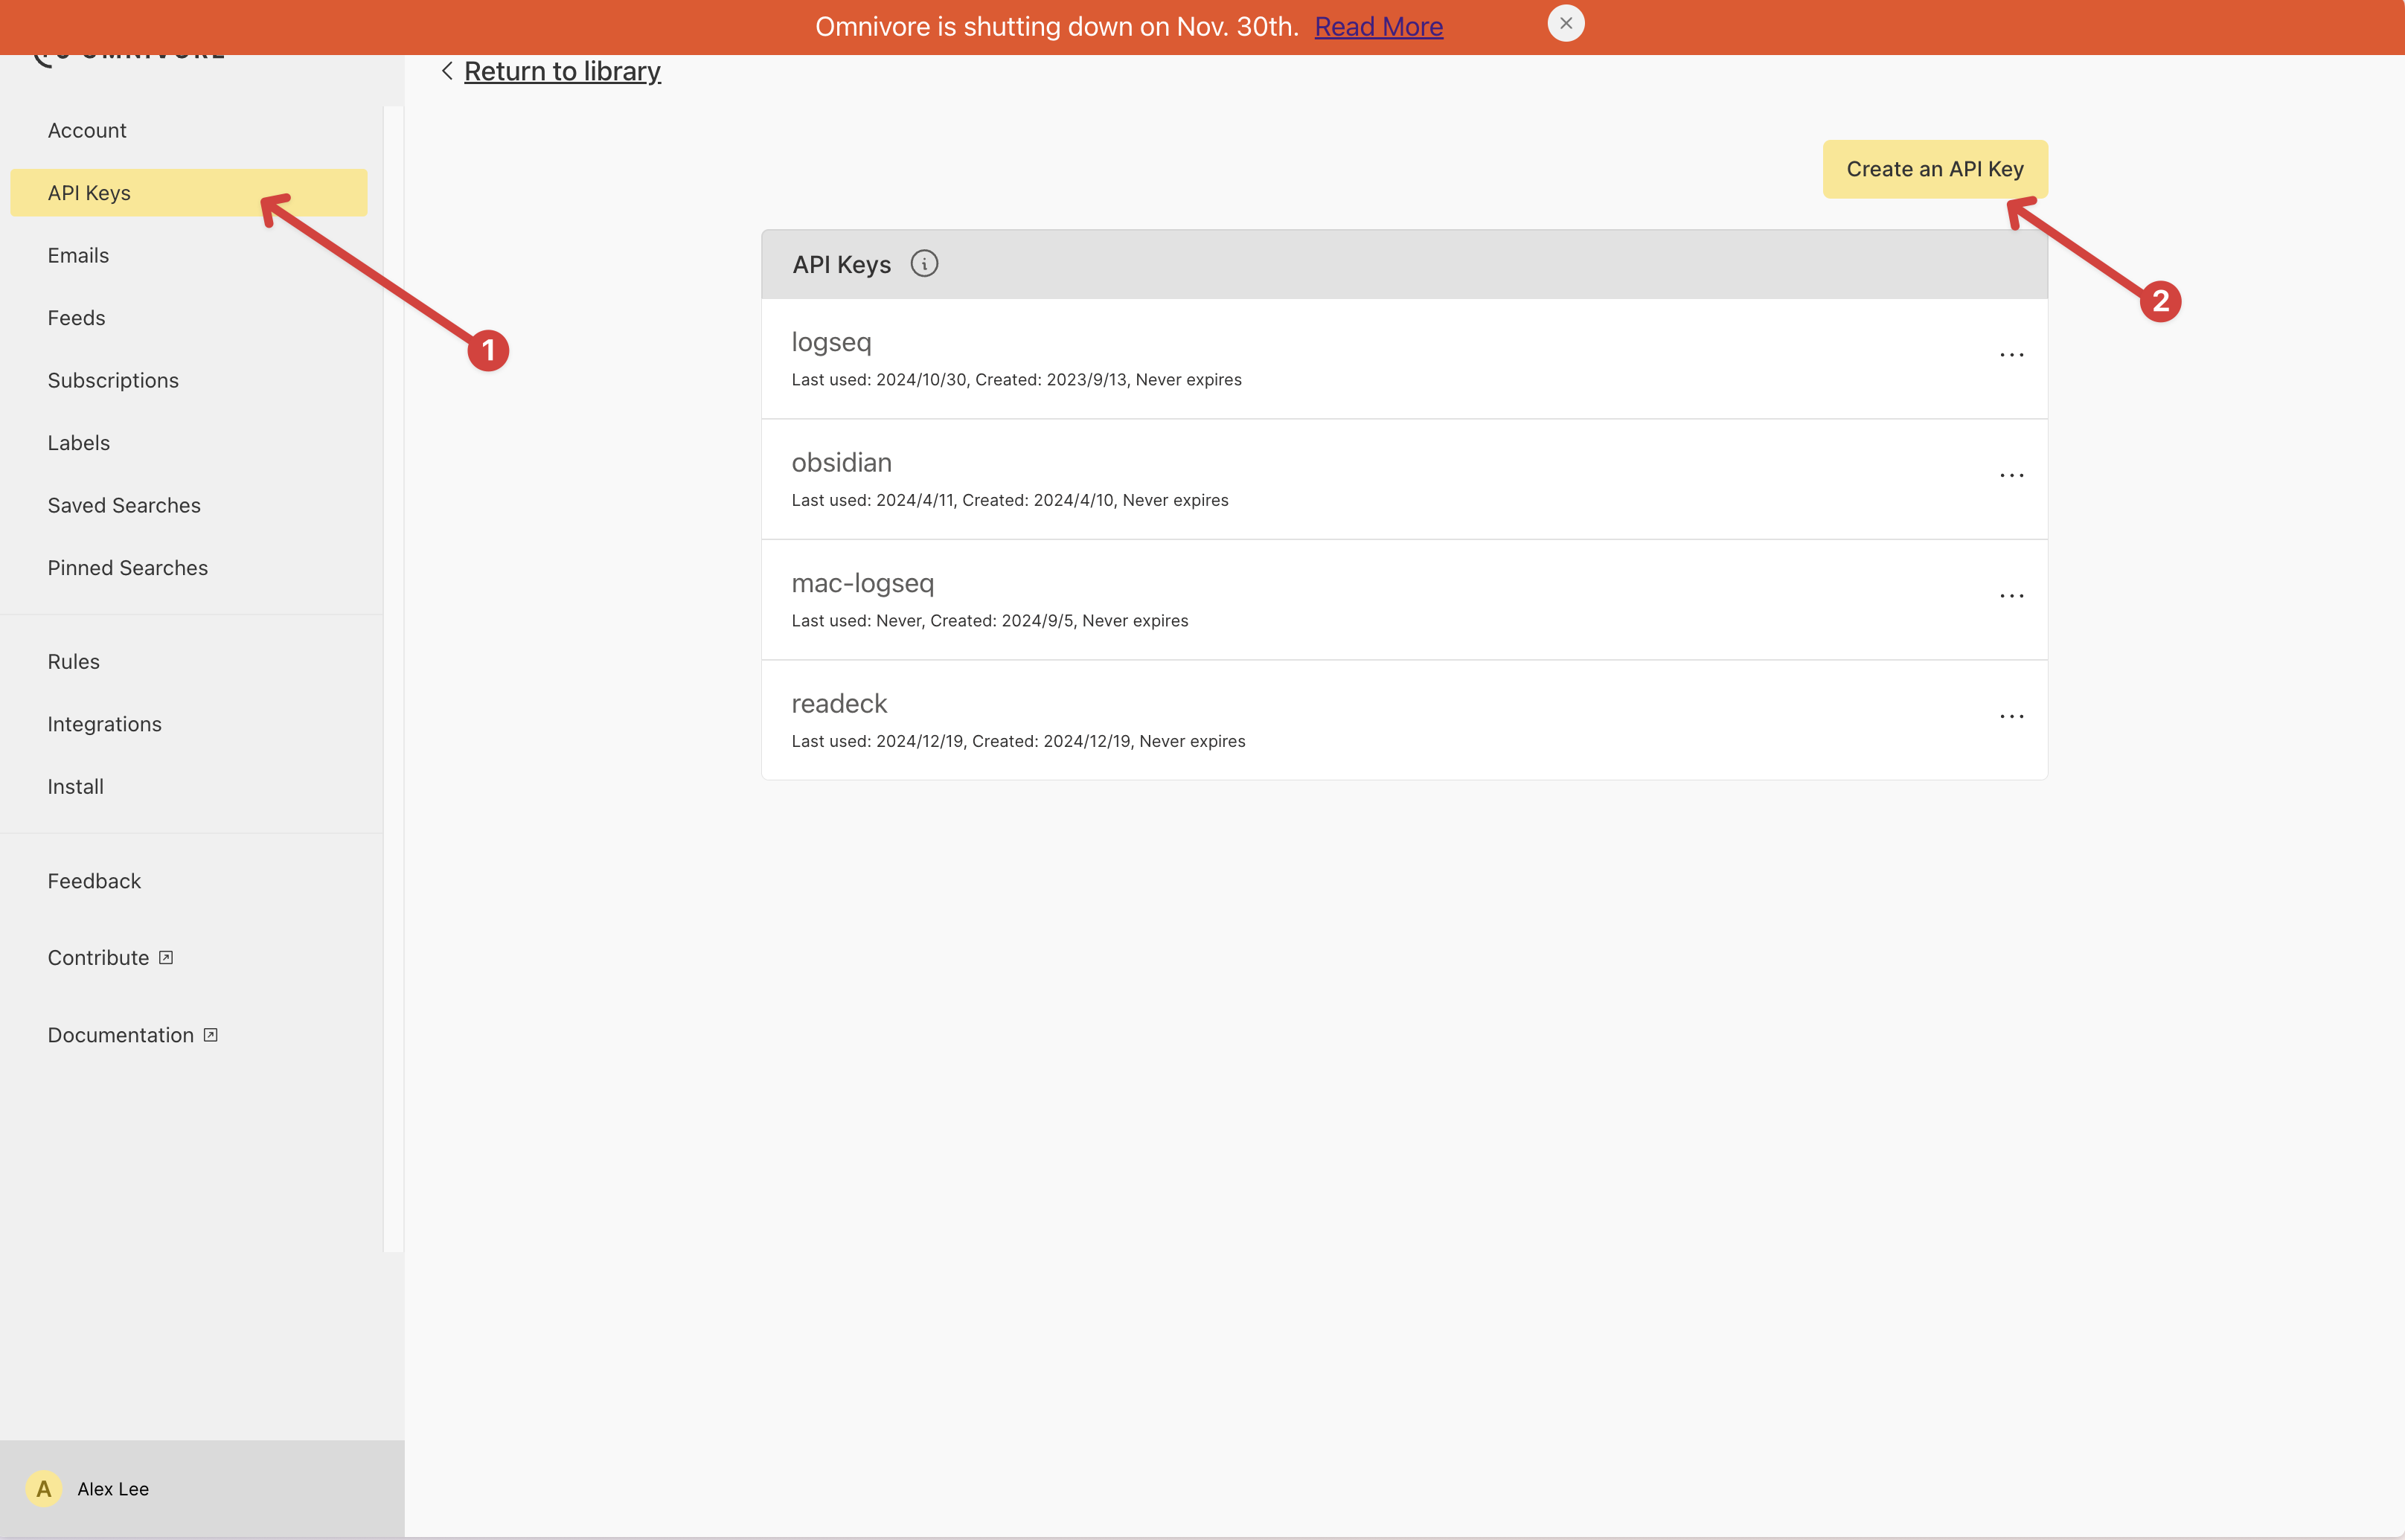 Omnivore is shutting down on Nov. 30th. Read More
OMNIVORE
Return to library
Account
API Keys
Emails
Feeds
Subscriptions
Labels
Saved Searches
Pinned Searches
Rules
Integrations
Install
Feedback
Contribute
Documentation
A Alex Lee
1
Create an API Key
2
API Keys
logseq
Last used: 2024/10/30, Created: 2023/9/13, Never expires
obsidian
Last used: 2024/4/11, Created: 2024/4/10, Never expires
mac-logseq
Last used: Never, Created: 2024/9/5, Never expires
readeck
Last used: 2024/12/19, Created: 2024/12/19, Never expires